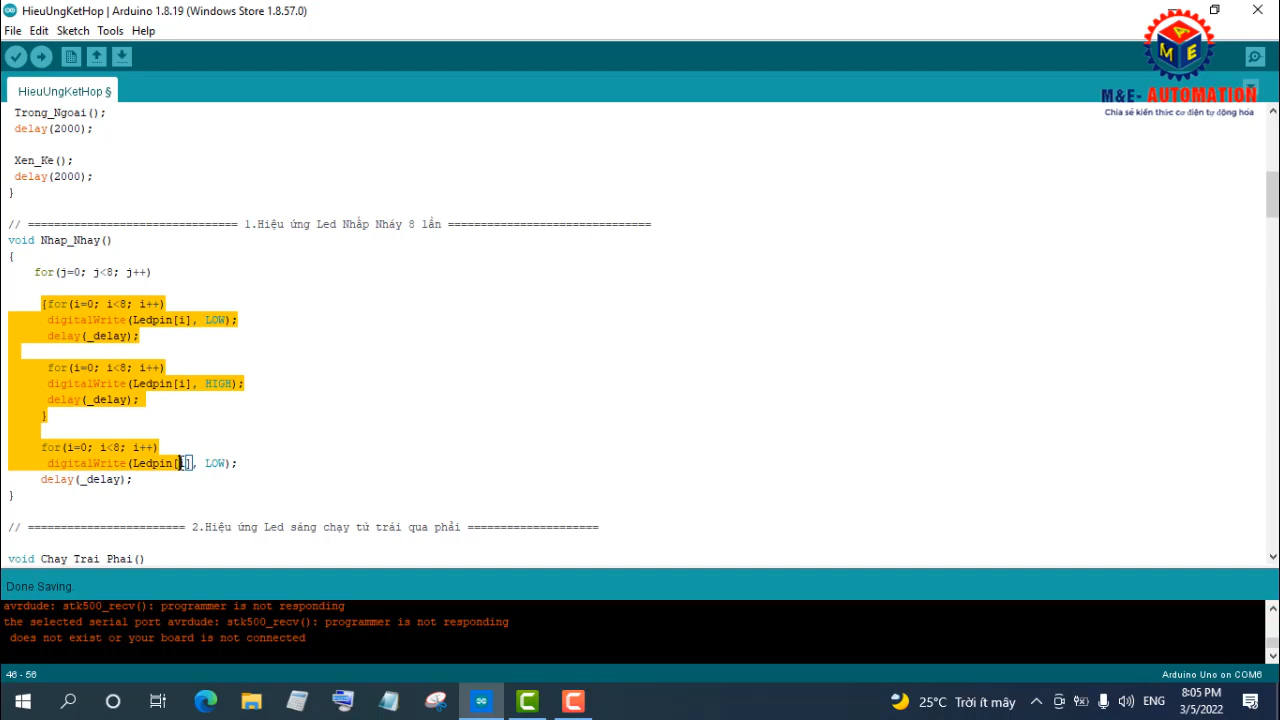 HieuUngKetHop | Arduino 1.8.19 (Windows Store 1.8.57.0)
File Edit Sketch Tools Help
A
M E
M&E- AUTOMATION
Chia sẻ kiến thức cơ điện tự động hóa
HieuUngKetHop §
Trong_Ngoai();
delay(2000);
Xen_Ke();
delay(2000);
}
// ================================ 1.Hiệu ứng Led Nhấp Nháy 8 lần ===============================
void Nhap_Nhay()
{
for(j=0; j<8; j++)
{for(i=0; i<8; i++)
digitalWrite(Ledpin[i], LOW);
delay(_delay);
for(i=0; i<8; i++)
digitalWrite(Ledpin[i], HIGH);
delay(_delay);
}
for(i=0; i<8; i++)
digitalWrite(Ledpin[i], LOW);
delay(_delay);
}
// ======================== 2.Hiệu ứng Led sáng chạy từ trái qua phải ====================
void Chay_Trai_Phai()
Done Saving.
avrdude: stk500_recv(): programmer is not responding
the selected serial port avrdude: stk500_recv(): programmer is not responding
does not exist or your board is not connected
46 - 56
Arduino Uno on COM6
25°C Trời ít mây
ENG
8:05 PM
3/5/2022